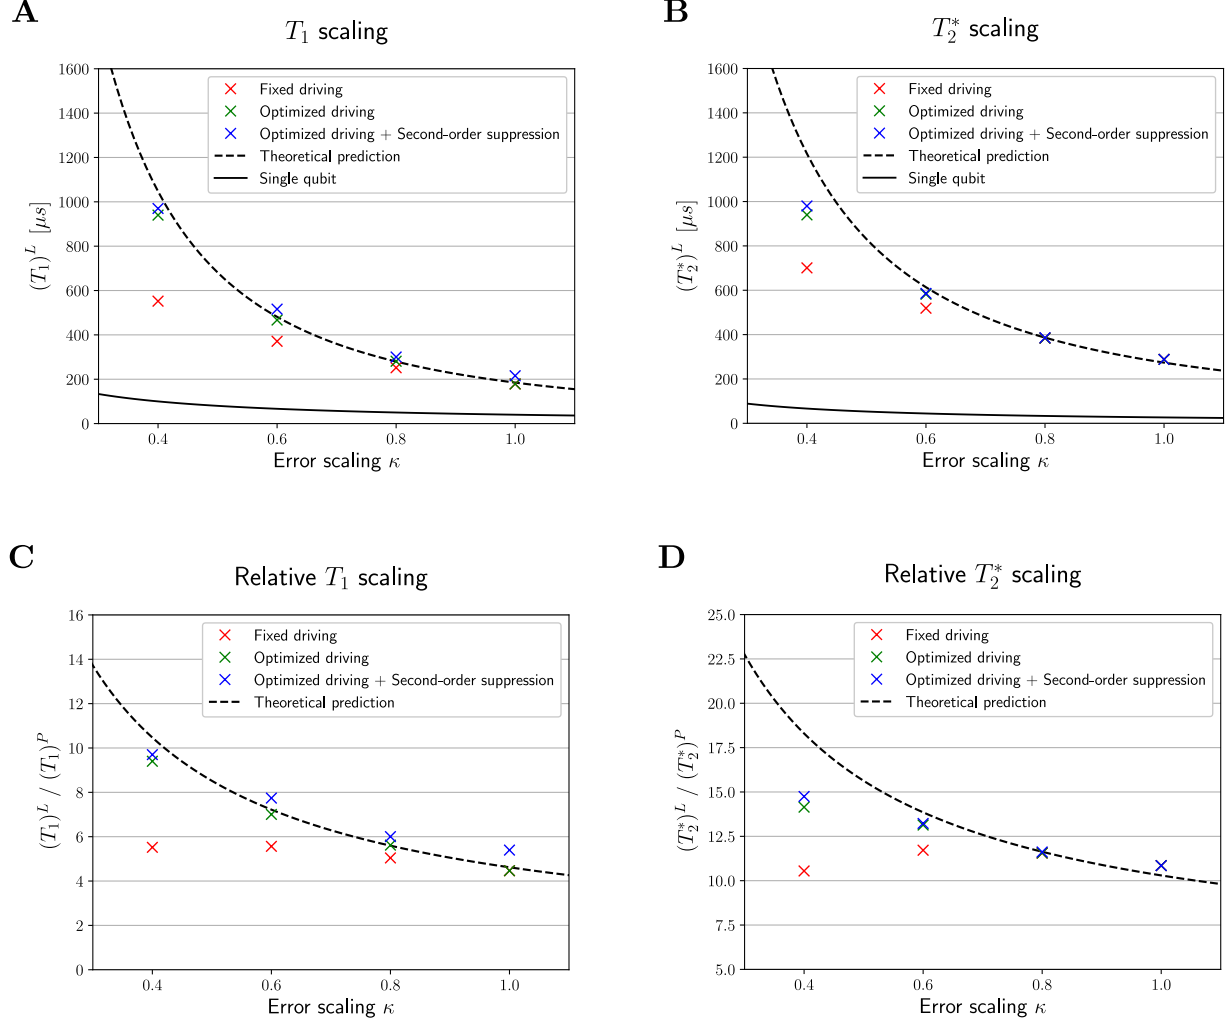 A
T₁ scaling
1600
1400
1200
1000
800
600
400
200
0
(T₁)ᴸ [μs]
Fixed driving
Optimized driving
Optimized driving + Second-order suppression
Theoretical prediction
Single qubit
0.4
0.6
0.8
1.0
Error scaling κ
B
T₂* scaling
1600
1400
1200
1000
800
600
400
200
0
(T₂*)ᴸ [μs]
Fixed driving
Optimized driving
Optimized driving + Second-order suppression
Theoretical prediction
Single qubit
0.4
0.6
0.8
1.0
Error scaling κ
C
Relative T₁ scaling
16
14
12
10
8
6
4
2
0
(T₁)ᴸ / (T₁)ᴾ
Fixed driving
Optimized driving
Optimized driving + Second-order suppression
Theoretical prediction
0.4
0.6
0.8
1.0
Error scaling κ
D
Relative T₂* scaling
25.0
22.5
20.0
17.5
15.0
12.5
10.0
7.5
5.0
(T₂*)ᴸ / (T₂*)ᴾ
Fixed driving
Optimized driving
Optimized driving + Second-order suppression
Theoretical prediction
0.4
0.6
0.8
1.0
Error scaling κ